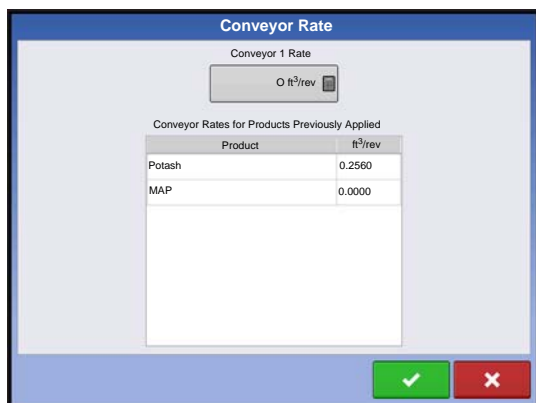 Conveyor Rate
Conveyor 1 Rate
O ft³/rev
Conveyor Rates for Products Previously Applied
Product ft³/rev
Potash 0.2560
MAP 0.0000